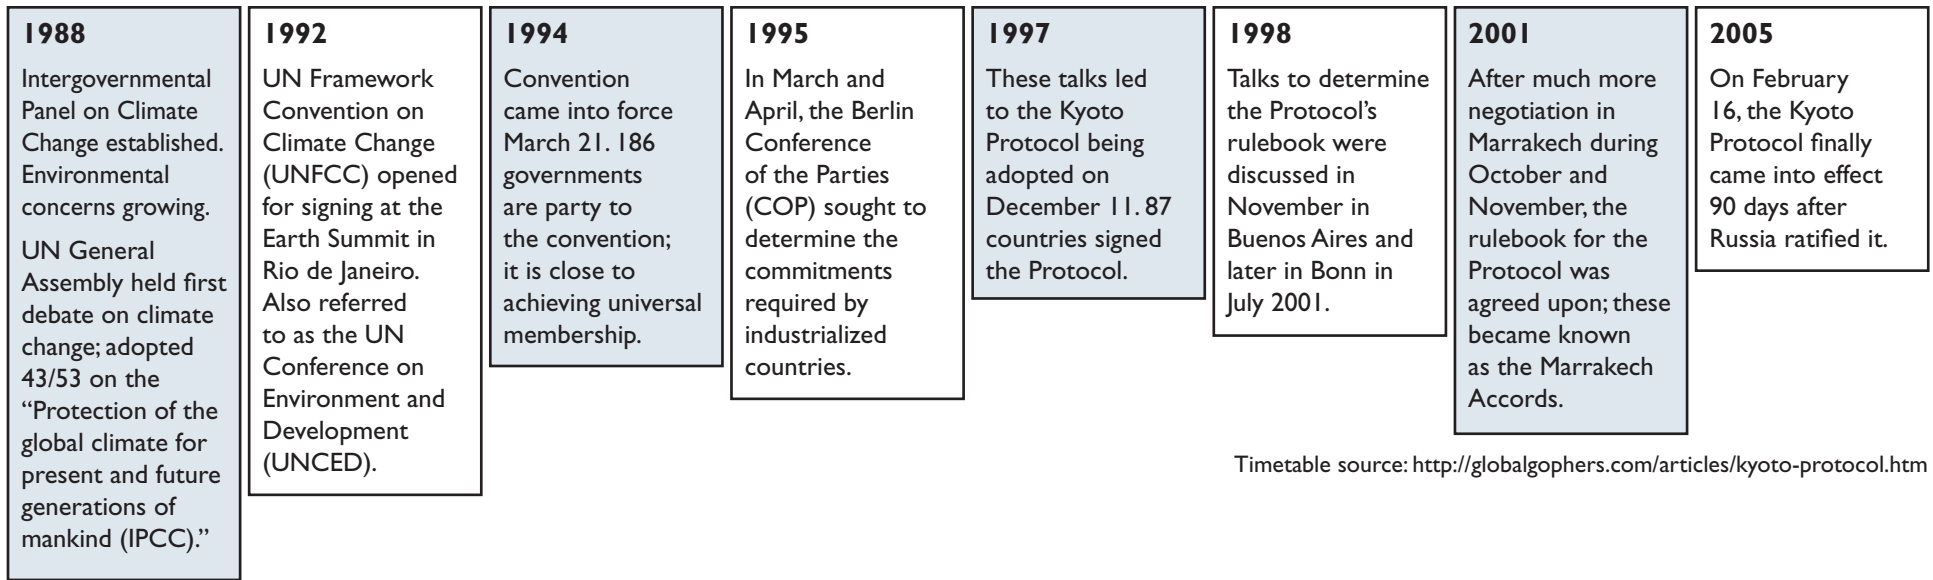 1988
Intergovernmental
Panel on Climate
Change established.
Environmental
concerns growing.
UN General
Assembly held first
debate on climate
change; adopted
43/53 on the
“Protection of the
global climate for
present and future
generations of
mankind (IPCC).”
1992
UN Framework
Convention on
Climate Change
(UNFCC) opened
for signing at the
Earth Summit in
Rio de Janeiro.
Also referred
to as the UN
Conference on
Environment and
Development
(UNCED).
1994
Convention
came into force
March 21. 186
governments
are party to
the convention;
it is close to
achieving universal
membership.
1995
In March and
April, the Berlin
Conference
of the Parties
(COP) sought to
determine the
commitments
required by
industrialized
countries.
1997
These talks led
to the Kyoto
Protocol being
adopted on
December 11. 87
countries signed
the Protocol.
1998
Talks to determine
the Protocol’s
rulebook were
discussed in
November in
Buenos Aires and
later in Bonn in
July 2001.
2001
After much more
negotiation in
Marrakech during
October and
November, the
rulebook for the
Protocol was
agreed upon; these
became known
as the Marrakech
Accords.
2005
On February
16, the Kyoto
Protocol finally
came into effect
90 days after
Russia ratified it.
Timetable source: http://globalgophers.com/articles/kyoto-protocol.htm